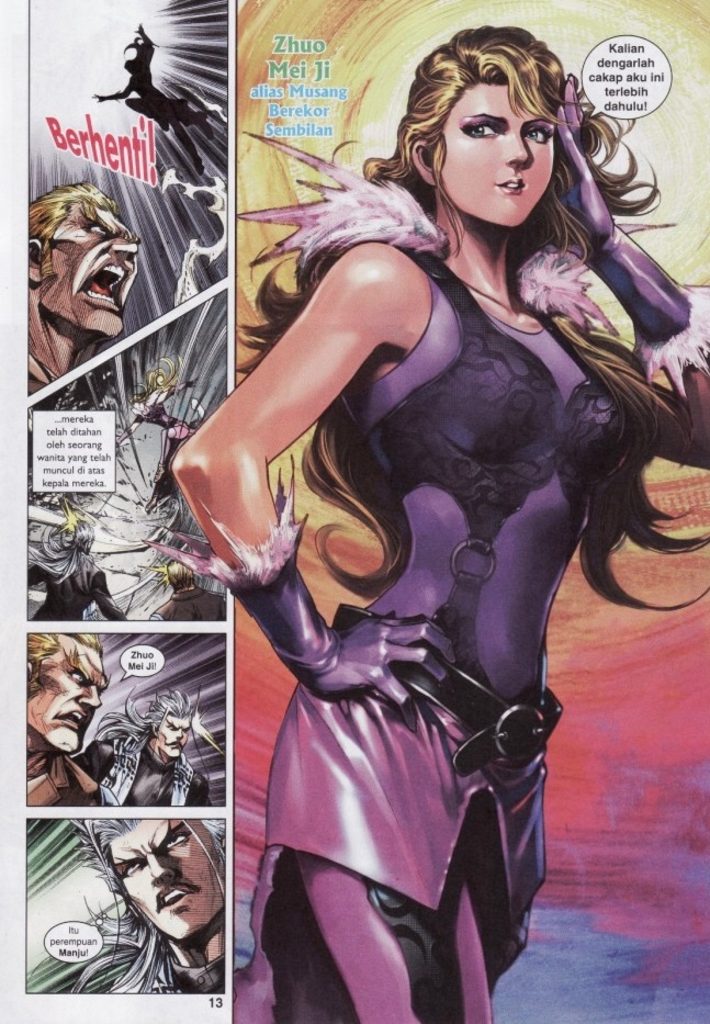 Berhenti!
...mereka
telah ditahan
oleh seorang
wanita yang telah
muncul di atas
kepala mereka.
Zhuo
Mei Ji!
Itu
perempuan
Manju!
13
Zhuo
Mei Ji
alias Musang
Berekor
Sembilan
Kalian
dengarlah
cakap aku ini
terlebih
dahulu!